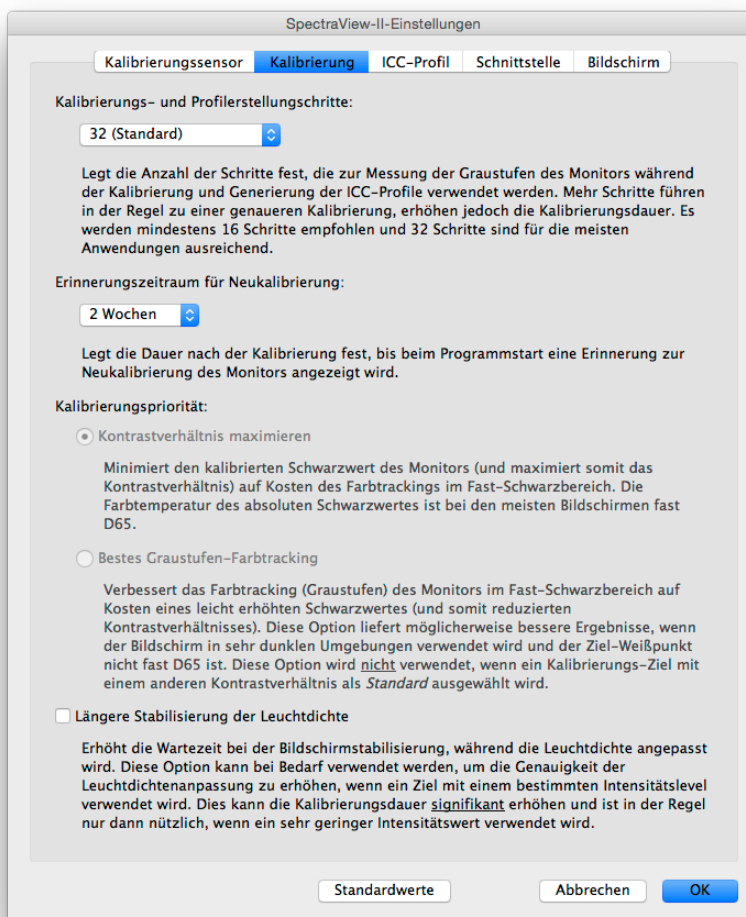 SpectraView-II-Einstellungen
Kalibrierungssensor Kalibrierung ICC-Profil Schnittstelle Bildschirm
Kalibrierungs- und Profilerstellungschritte:
32 (Standard)
Legt die Anzahl der Schritte fest, die zur Messung der Graustufen des Monitors während
der Kalibrierung und Generierung der ICC-Profile verwendet werden. Mehr Schritte führen
in der Regel zu einer genaueren Kalibrierung, erhöhen jedoch die Kalibrierungsdauer. Es
werden mindestens 16 Schritte empfohlen und 32 Schritte sind für die meisten
Anwendungen ausreichend.
Erinnerungszeitraum für Neukalibrierung:
2 Wochen
Legt die Dauer nach der Kalibrierung fest, bis beim Programmstart eine Erinnerung zur
Neukalibrierung des Monitors angezeigt wird.
Kalibrierungspriorität:
Kontrastverhältnis maximieren
Minimiert den kalibrierten Schwarzwert des Monitors (und maximiert somit das
Kontrastverhältnis) auf Kosten des Farbtrackings im Fast-Schwarzbereich. Die
Farbtemperatur des absoluten Schwarzwertes ist bei den meisten Bildschirmen fast
D65.
Bestes Graustufen-Farbtracking
Verbessert das Farbtracking (Graustufen) des Monitors im Fast-Schwarzbereich auf
Kosten eines leicht erhöhten Schwarzwertes (und somit reduzierten
Kontrastverhältnisses). Diese Option liefert möglicherweise bessere Ergebnisse, wenn
der Bildschirm in sehr dunklen Umgebungen verwendet wird und der Ziel-Weißpunkt
nicht fast D65 ist. Diese Option wird nicht verwendet, wenn ein Kalibrierungs-Ziel mit
einem anderen Kontrastverhältnis als Standard ausgewählt wird.
Längere Stabilisierung der Leuchtdichte
Erhöht die Wartezeit bei der Bildschirmstabilisierung, während die Leuchtdichte angepasst
wird. Diese Option kann bei Bedarf verwendet werden, um die Genauigkeit der
Leuchtdichtenanpassung zu erhöhen, wenn ein Ziel mit einem bestimmten Intensitätslevel
verwendet wird. Dies kann die Kalibrierungsdauer signifikant erhöhen und ist in der Regel
nur dann nützlich, wenn ein sehr geringer Intensitätswert verwendet wird.
Standardwerte Abbrechen OK